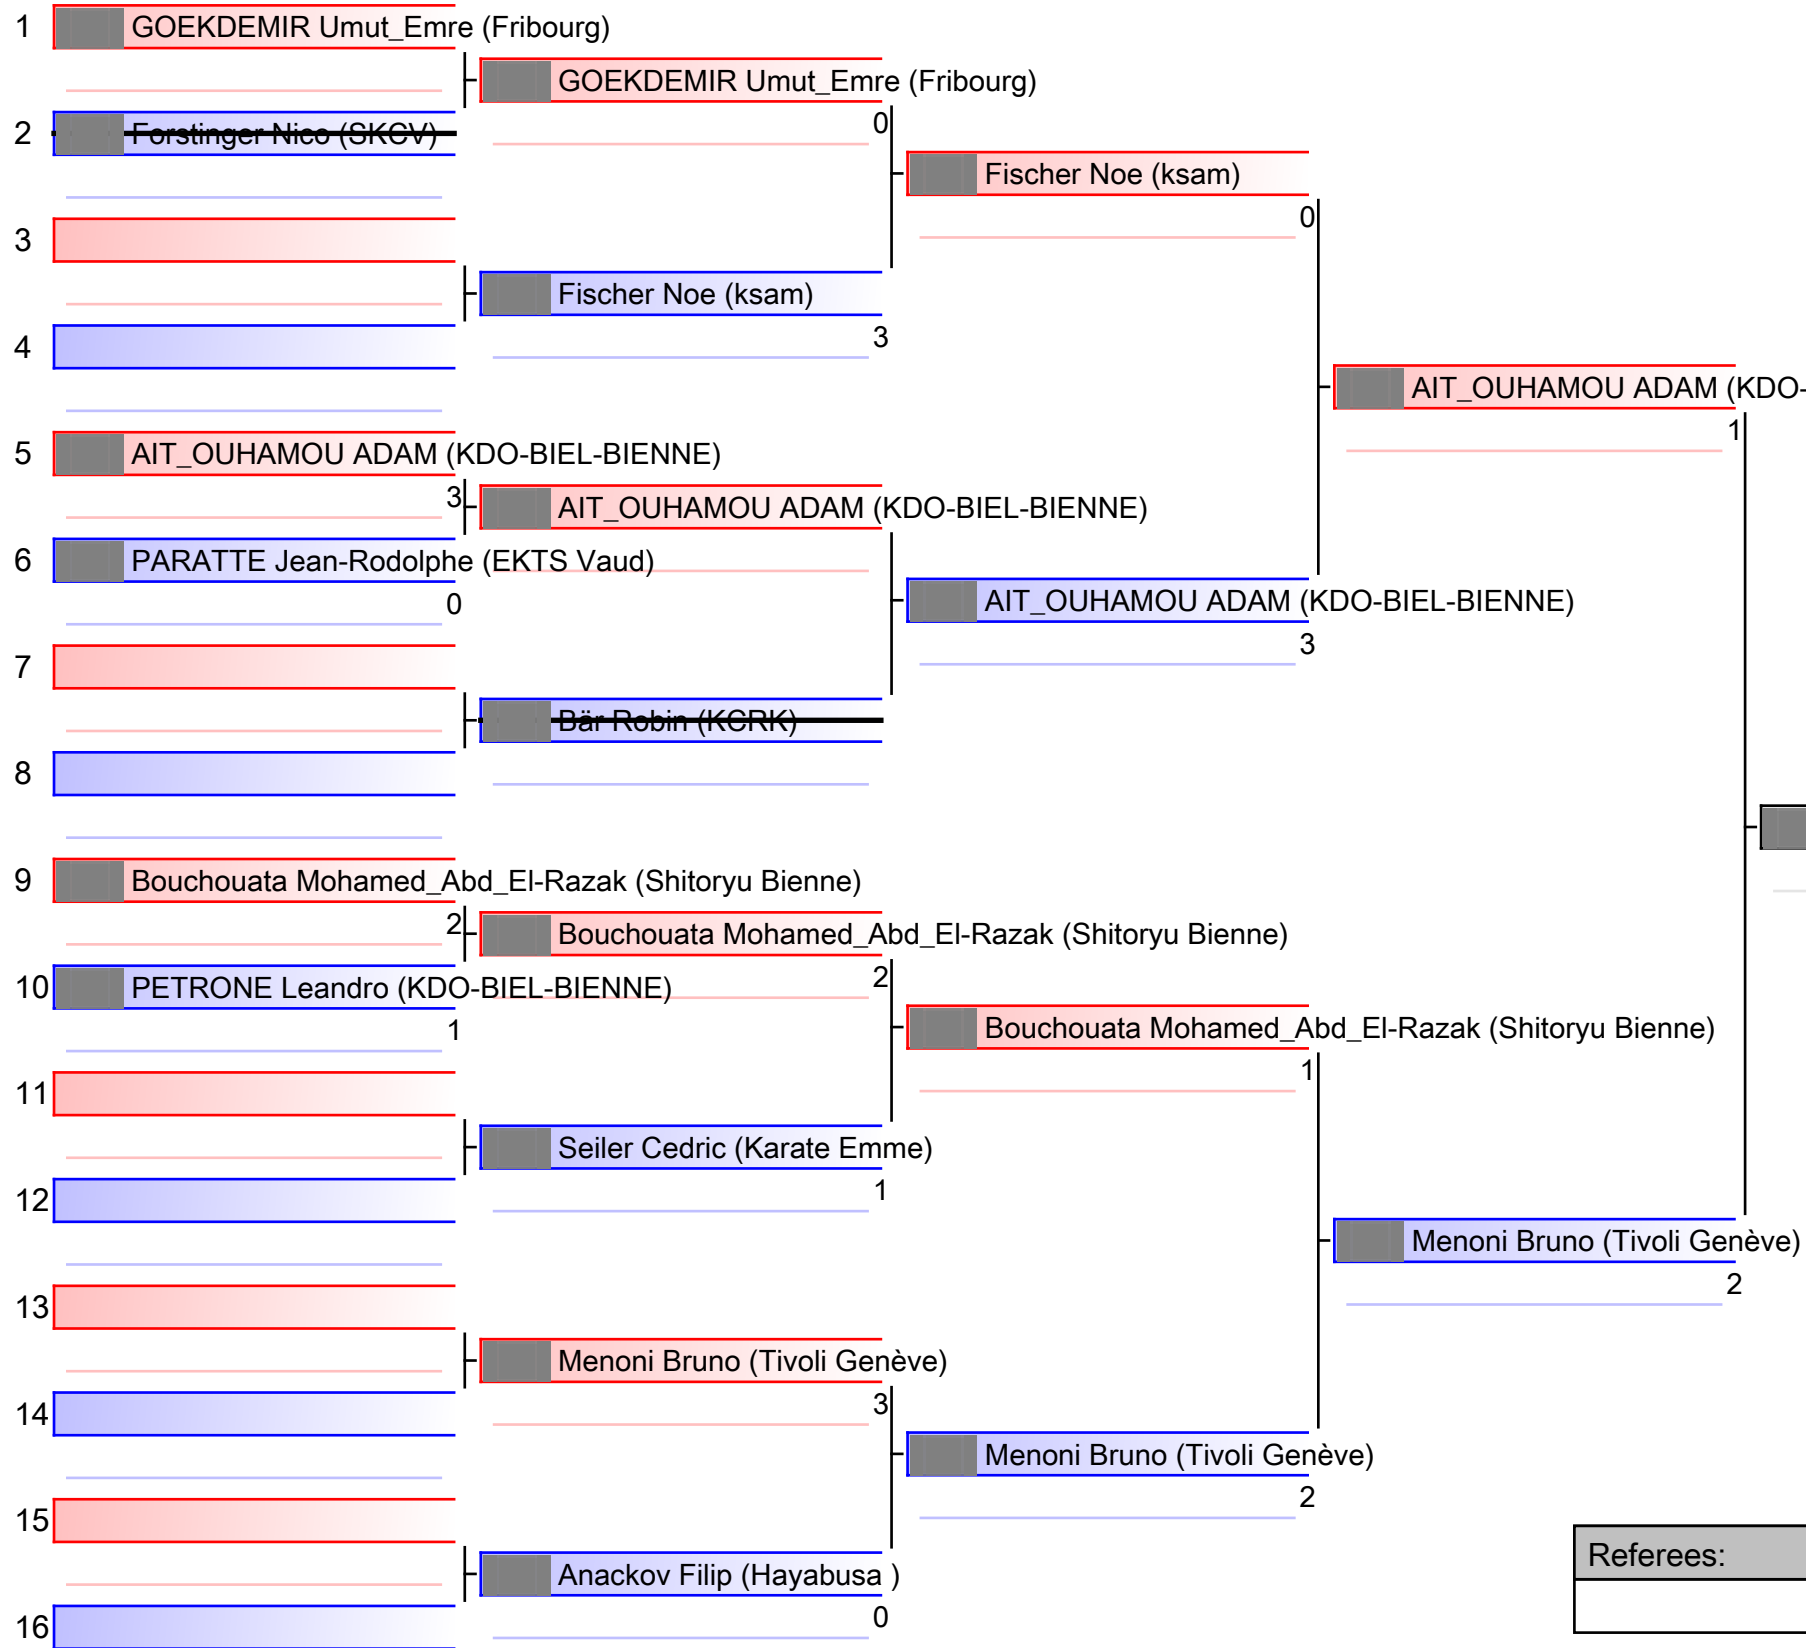 1 GOEKDEMIR Umut_Emre (Fribourg)
GOEKDEMIR Umut_Emre (Fribourg)
0
2 Forstinger Nico (SKCV)
Fischer Noe (ksam)
0
3
Fischer Noe (ksam)
3
4
AIT_OUHAMOU ADAM (KDO-
1
5 AIT_OUHAMOU ADAM (KDO-BIEL-BIENNE)
3
AIT_OUHAMOU ADAM (KDO-BIEL-BIENNE)
6 PARATTE Jean-Rodolphe (EKTS Vaud)
0
AIT_OUHAMOU ADAM (KDO-BIEL-BIENNE)
3
7
Bär Robin (KCRK)
8
9 Bouchouata Mohamed_Abd_El-Razak (Shitoryu Bienne)
2
Bouchouata Mohamed_Abd_El-Razak (Shitoryu Bienne)
2
10 PETRONE Leandro (KDO-BIEL-BIENNE)
1
Bouchouata Mohamed_Abd_El-Razak (Shitoryu Bienne)
1
11
Seiler Cedric (Karate Emme)
1
12
Menoni Bruno (Tivoli Genève)
2
13
Menoni Bruno (Tivoli Genève)
3
14
Menoni Bruno (Tivoli Genève)
2
15
Anackov Filip (Hayabusa )
0
16
Referees: